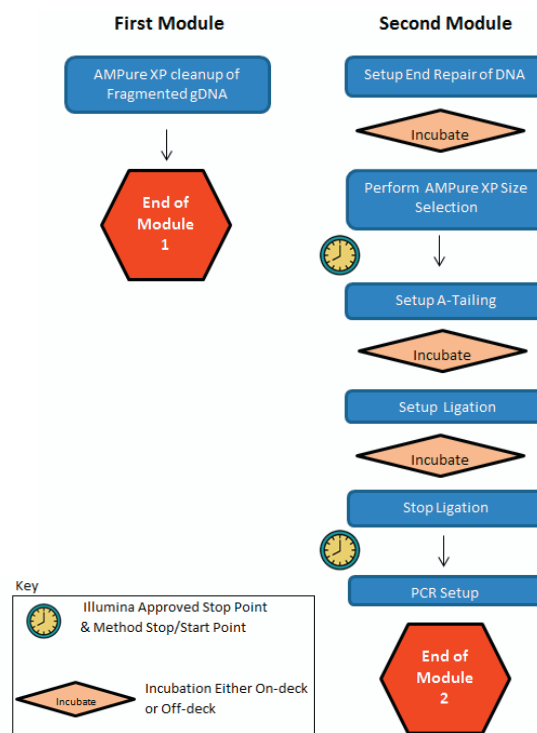 First Module
AMPure XP cleanup of
Fragmented gDNA
End of
Module
1
Second Module
Setup End Repair of DNA
Incubate
Perform AMPure XP Size
Selection
Setup A-Tailing
Incubate
Setup Ligation
Incubate
Stop Ligation
PCR Setup
End of
Module
2
Key
Illumina Approved Stop Point
& Method Stop/Start Point
Incubate
Incubation Either On-deck
or Off-deck